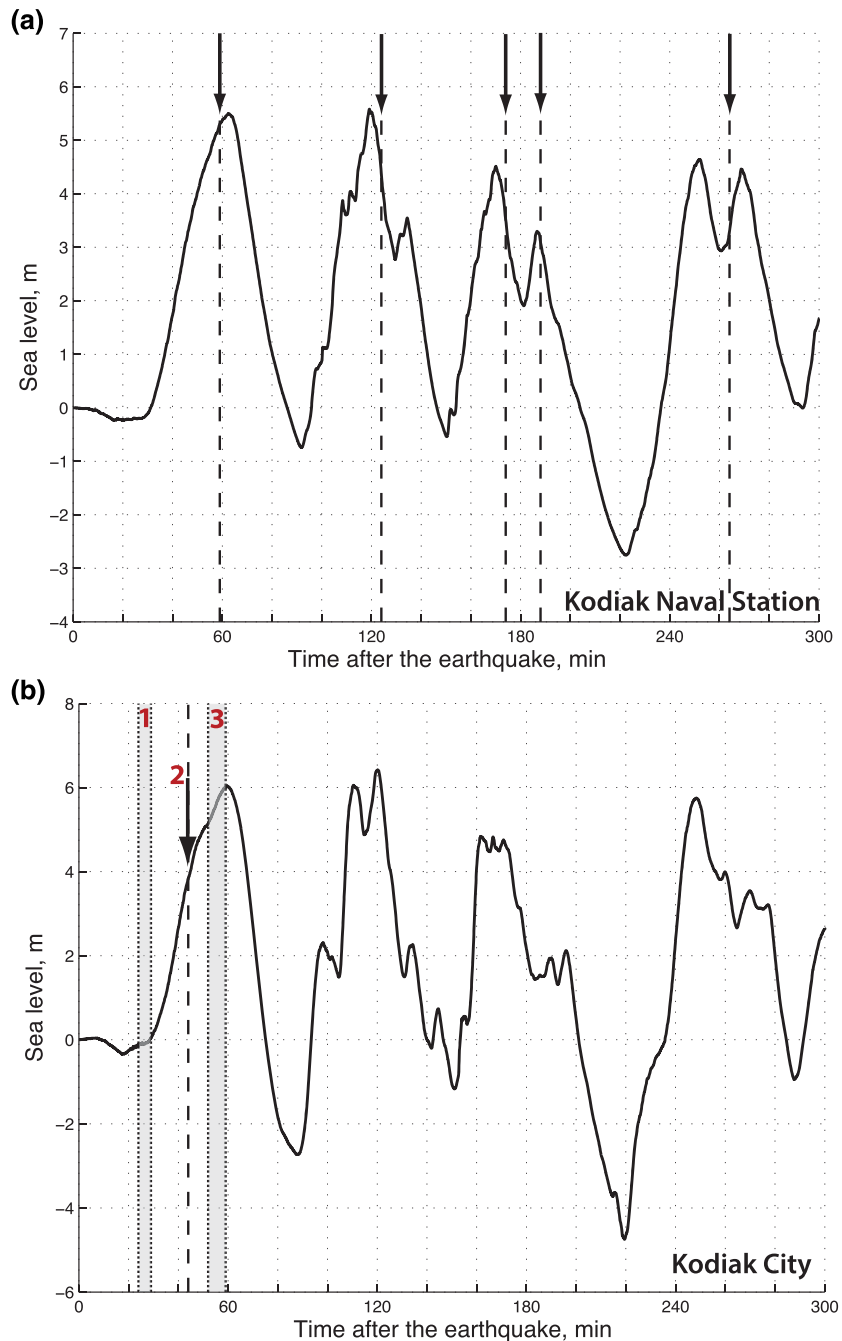 (a)
7
6
5
4
3
2
1
0
−1
−2
−3
−4
Sea level, m
Kodiak Naval Station
0 60 120 180 240 300
Time after the earthquake, min
(b)
8
6
4
2
0
−2
−4
−6
Sea level, m
1 3
2
Kodiak City
0 60 120 180 240 300
Time after the earthquake, min